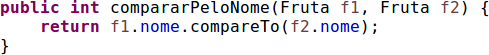 public int compararPeloNome(Fruta f1, Fruta f2) {
    return f1.nome.compareTo(f2.nome);
}